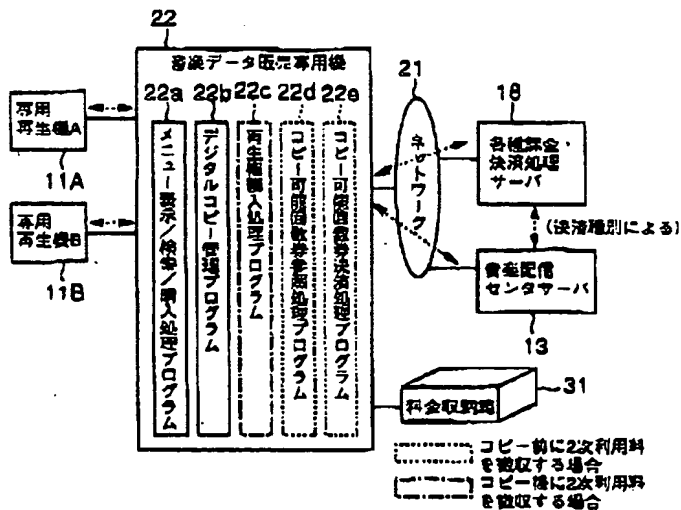 22
音楽データ販売専用機
22a
22b
22c
22d
22e
メニュー表示/検索/購入処理プログラム
デジタルコピー管理プログラム
再生権購入処理プログラム
コピー可能回数券参照処理プログラム
コピー可能回数券決済処理プログラム
専用
再生機A
11A
専用
再生機B
11B
21
ネットワーク
18
各種課金・
決済処理
サーバ
(決済種別による)
音楽配信
センタサーバ
13
31
料金収納
コピー前に2次利用料
を徴収する場合
コピー後に2次利用料
を徴収する場合